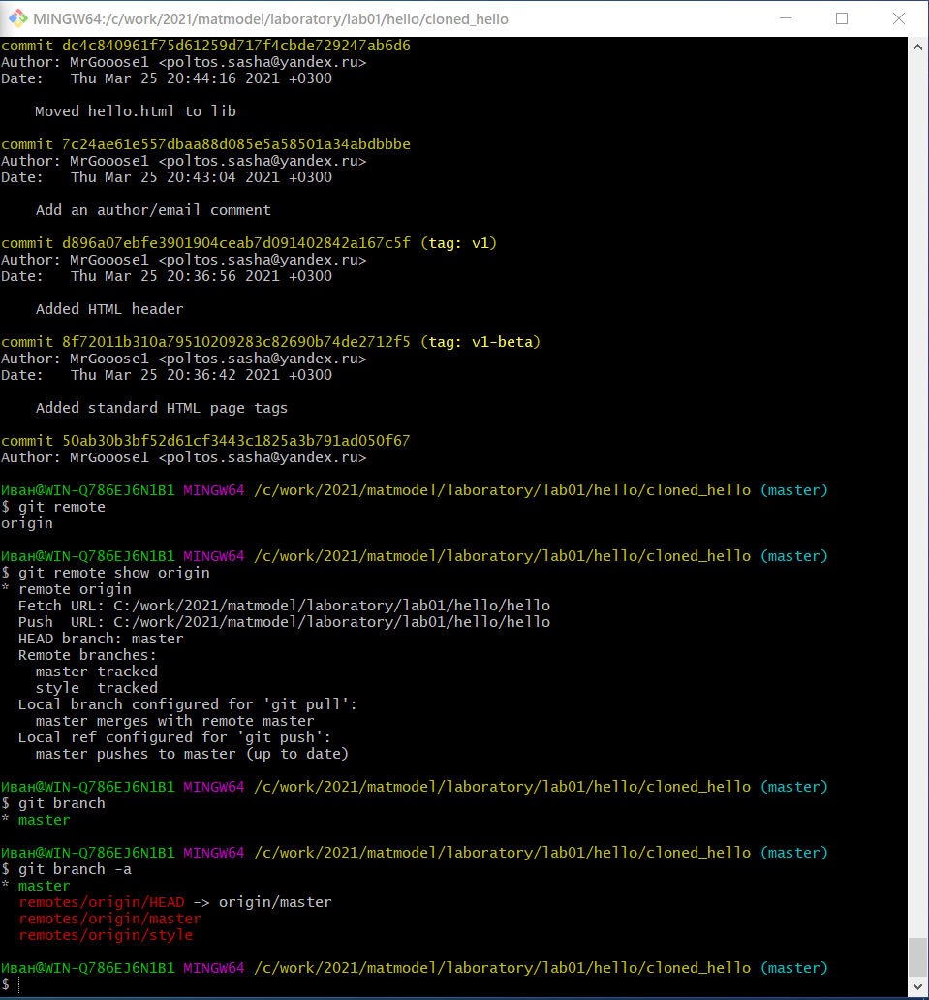 MINGW64:/c/work/2021/matmodel/laboratory/lab01/hello/cloned_hello
commit dc4c840961f75d61259d717f4cbde729247ab6d6
Author: MrGooose1 <poltos.sasha@yandex.ru>
Date:   Thu Mar 25 20:44:16 2021 +0300
    Moved hello.html to lib
commit 7c24ae61e557dbaa88d085e5a58501a34abdbbbe
Author: MrGooose1 <poltos.sasha@yandex.ru>
Date:   Thu Mar 25 20:43:04 2021 +0300
    Add an author/email comment
commit d896a07ebfe3901904ceab7d091402842a167c5f (tag: v1)
Author: MrGooose1 <poltos.sasha@yandex.ru>
Date:   Thu Mar 25 20:36:56 2021 +0300
    Added HTML header
commit 8f72011b310a79510209283c82690b74de2712f5 (tag: v1-beta)
Author: MrGooose1 <poltos.sasha@yandex.ru>
Date:   Thu Mar 25 20:36:42 2021 +0300
    Added standard HTML page tags
commit 50ab30b3bf52d61cf3443c1825a3b791ad050f67
Author: MrGooose1 <poltos.sasha@yandex.ru>
Иван@WIN-Q786EJ6N1B1 MINGW64 /c/work/2021/matmodel/laboratory/lab01/hello/cloned_hello (master)
$ git remote
origin
Иван@WIN-Q786EJ6N1B1 MINGW64 /c/work/2021/matmodel/laboratory/lab01/hello/cloned_hello (master)
$ git remote show origin
* remote origin
  Fetch URL: C:/work/2021/matmodel/laboratory/lab01/hello/hello
  Push  URL: C:/work/2021/matmodel/laboratory/lab01/hello/hello
  HEAD branch: master
  Remote branches:
    master tracked
    style  tracked
  Local branch configured for 'git pull':
    master merges with remote master
  Local ref configured for 'git push':
    master pushes to master (up to date)
Иван@WIN-Q786EJ6N1B1 MINGW64 /c/work/2021/matmodel/laboratory/lab01/hello/cloned_hello (master)
$ git branch
* master
Иван@WIN-Q786EJ6N1B1 MINGW64 /c/work/2021/matmodel/laboratory/lab01/hello/cloned_hello (master)
$ git branch -a
* master
  remotes/origin/HEAD -> origin/master
  remotes/origin/master
  remotes/origin/style
Иван@WIN-Q786EJ6N1B1 MINGW64 /c/work/2021/matmodel/laboratory/lab01/hello/cloned_hello (master)
$